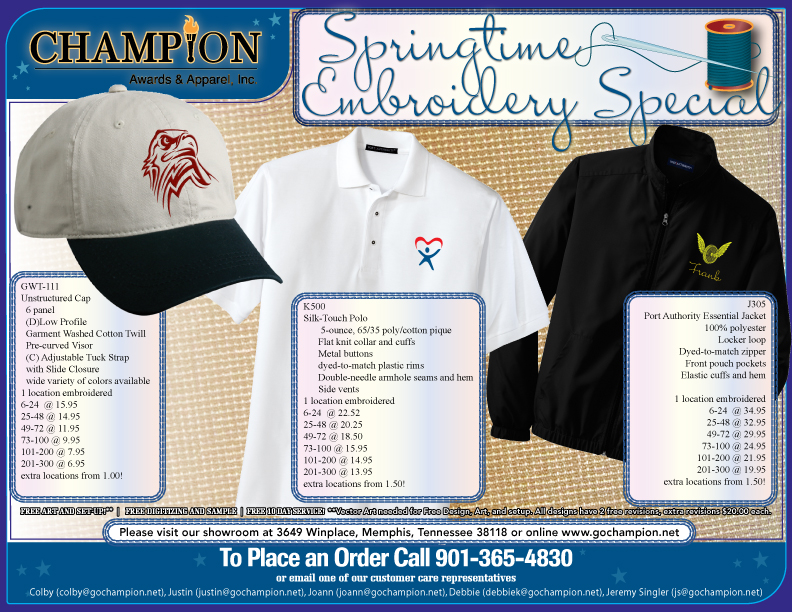 CHAMPION
Awards & Apparel, Inc.
Springtime
Embroidery Special
Frank
GWT-111
Unstructured Cap
6 panel
(D)Low Profile
Garment Washed Cotton Twill
Pre-curved Visor
(C) Adjustable Tuck Strap
with Slide Closure
wide variety of colors available
1 location embroidered
6-24 @ 15.95
25-48 @ 14.95
49-72 @ 11.95
73-100 @ 9.95
101-200 @ 7.95
201-300 @ 6.95
extra locations from 1.00!
K500
Silk-Touch Polo
5-ounce, 65/35 poly/cotton pique
Flat knit collar and cuffs
Metal buttons
dyed-to-match plastic rims
Double-needle armhole seams and hem
Side vents
1 location embroidered
6-24 @ 22.52
25-48 @ 20.25
49-72 @ 18.50
73-100 @ 15.95
101-200 @ 14.95
201-300 @ 13.95
extra locations from 1.50!
J305
Port Authority Essential Jacket
100% polyester
Locker loop
Dyed-to-match zipper
Front pouch pockets
Elastic cuffs and hem
1 location embroidered
6-24 @ 34.95
25-48 @ 32.95
49-72 @ 29.95
73-100 @ 24.95
101-200 @ 21.95
201-300 @ 19.95
extra locations from 1.50!
FREE ART AND SET-UP!** | FREE DIGITIZING AND SAMPLE | FREE 10 DAY SERVICE! **Vector Art needed for Free Design, Art, and setup. All designs have 2 free revisions, extra revisions $20.00 each.
Please visit our showroom at 3649 Winplace, Memphis, Tennessee 38118 or online www.gochampion.net
To Place an Order Call 901-365-4830
or email one of our customer care representatives
Colby (colby@gochampion.net), Justin (justin@gochampion.net), Joann (joann@gochampion.net), Debbie (debbiek@gochampion.net), Jeremy Singler (js@gochampion.net)